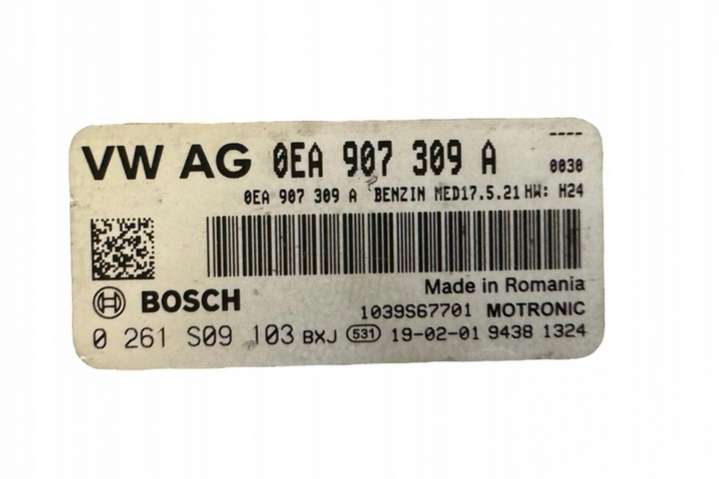 ----
VW AG 0EA 907 309 A 0030
0EA 907 309 A BENZIN MED17.5.21 HW: H24
Made in Romania
BOSCH 1039S67701 MOTRONIC
0 261 S09 103 BXJ 531 19-02-01 9438 1324